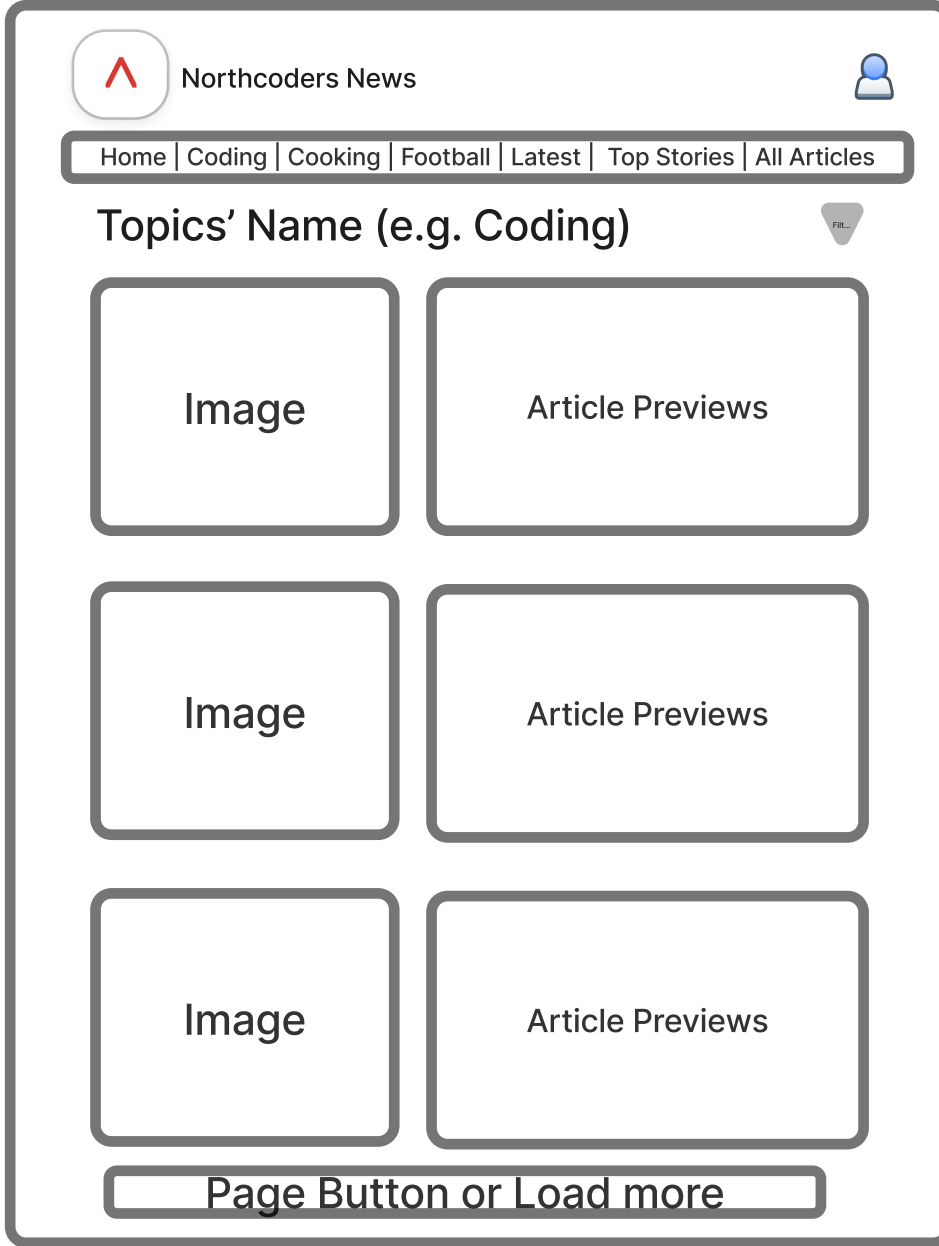 Northcoders News
Home | Coding | Cooking | Football | Latest | Top Stories | All Articles
Topics’ Name (e.g. Coding)
Filt...
Image
Article Previews
Image
Article Previews
Image
Article Previews
Page Button or Load more